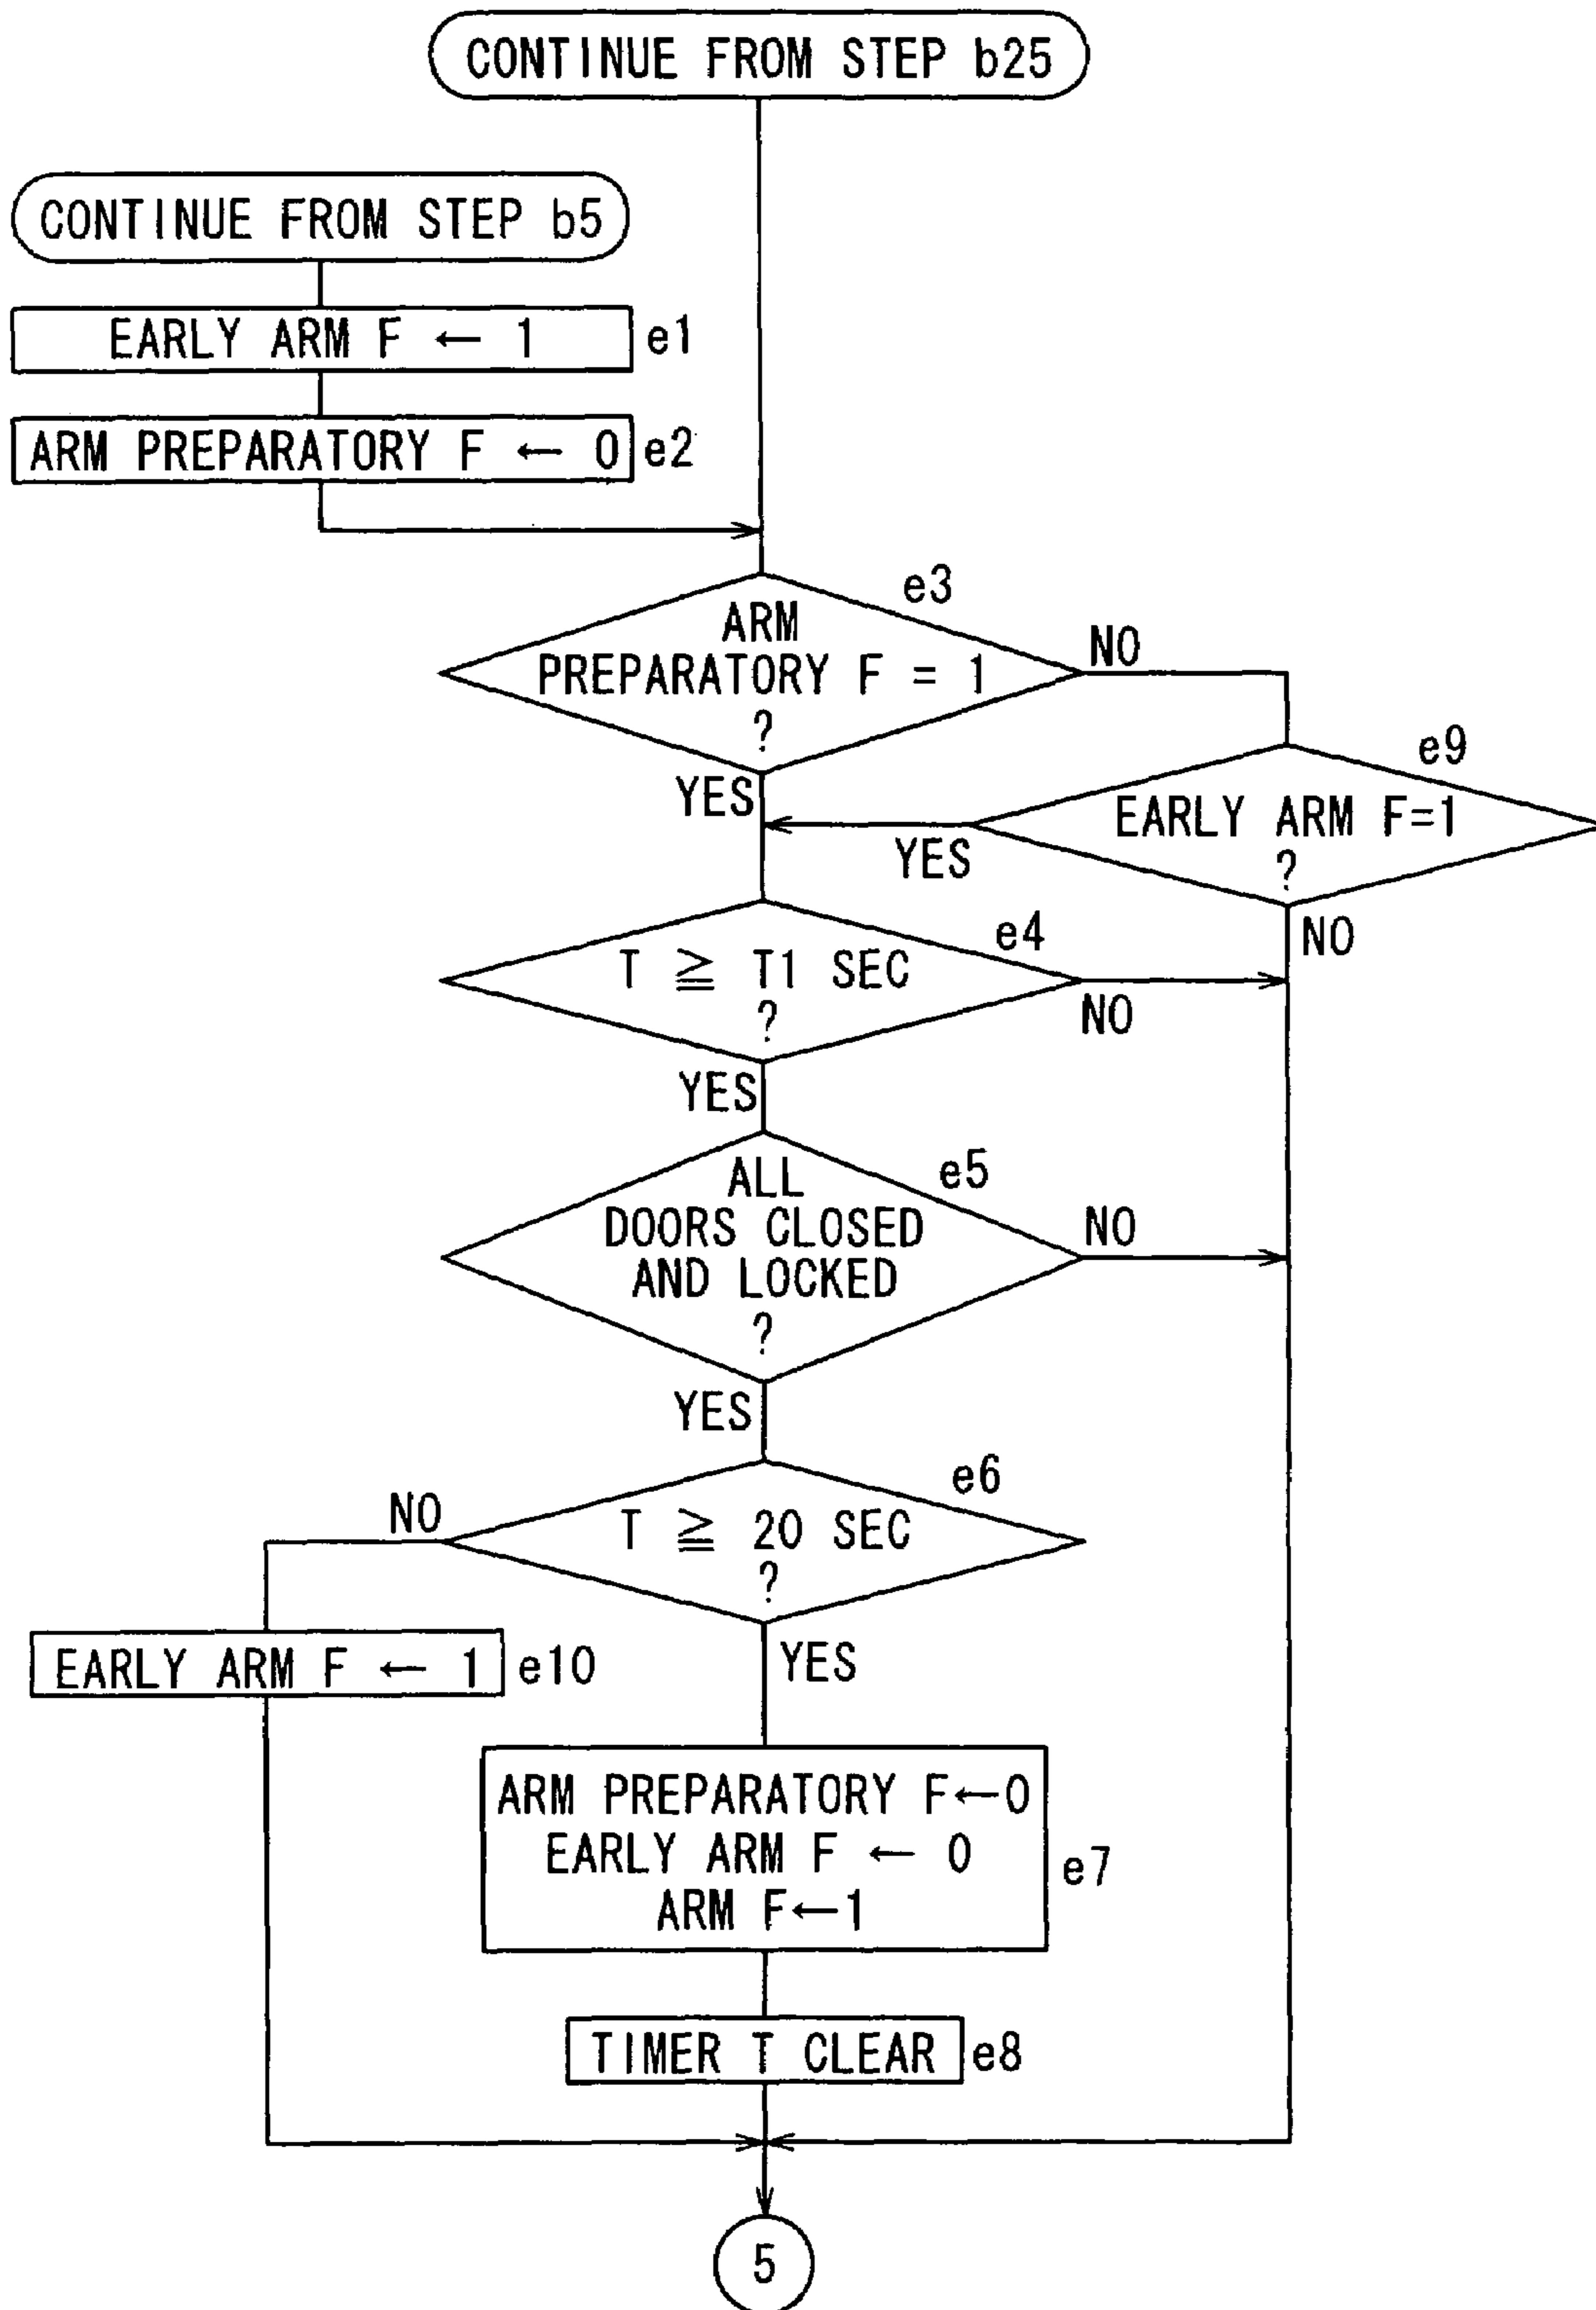 CONTINUE FROM STEP b25
CONTINUE FROM STEP b5
EARLY ARM F ← 1 e1
ARM PREPARATORY F ← 0 e2
e3
ARM
PREPARATORY F = 1
?
NO
YES
e9
EARLY ARM F=1
?
YES
NO
e4
T ≧ T1 SEC
?
NO
YES
e5
ALL
DOORS CLOSED
AND LOCKED
?
NO
YES
e6
T ≧ 20 SEC
?
NO
YES
EARLY ARM F ← 1 e10
ARM PREPARATORY F←0
EARLY ARM F ← 0
ARM F←1
e7
TIMER T CLEAR e8
5